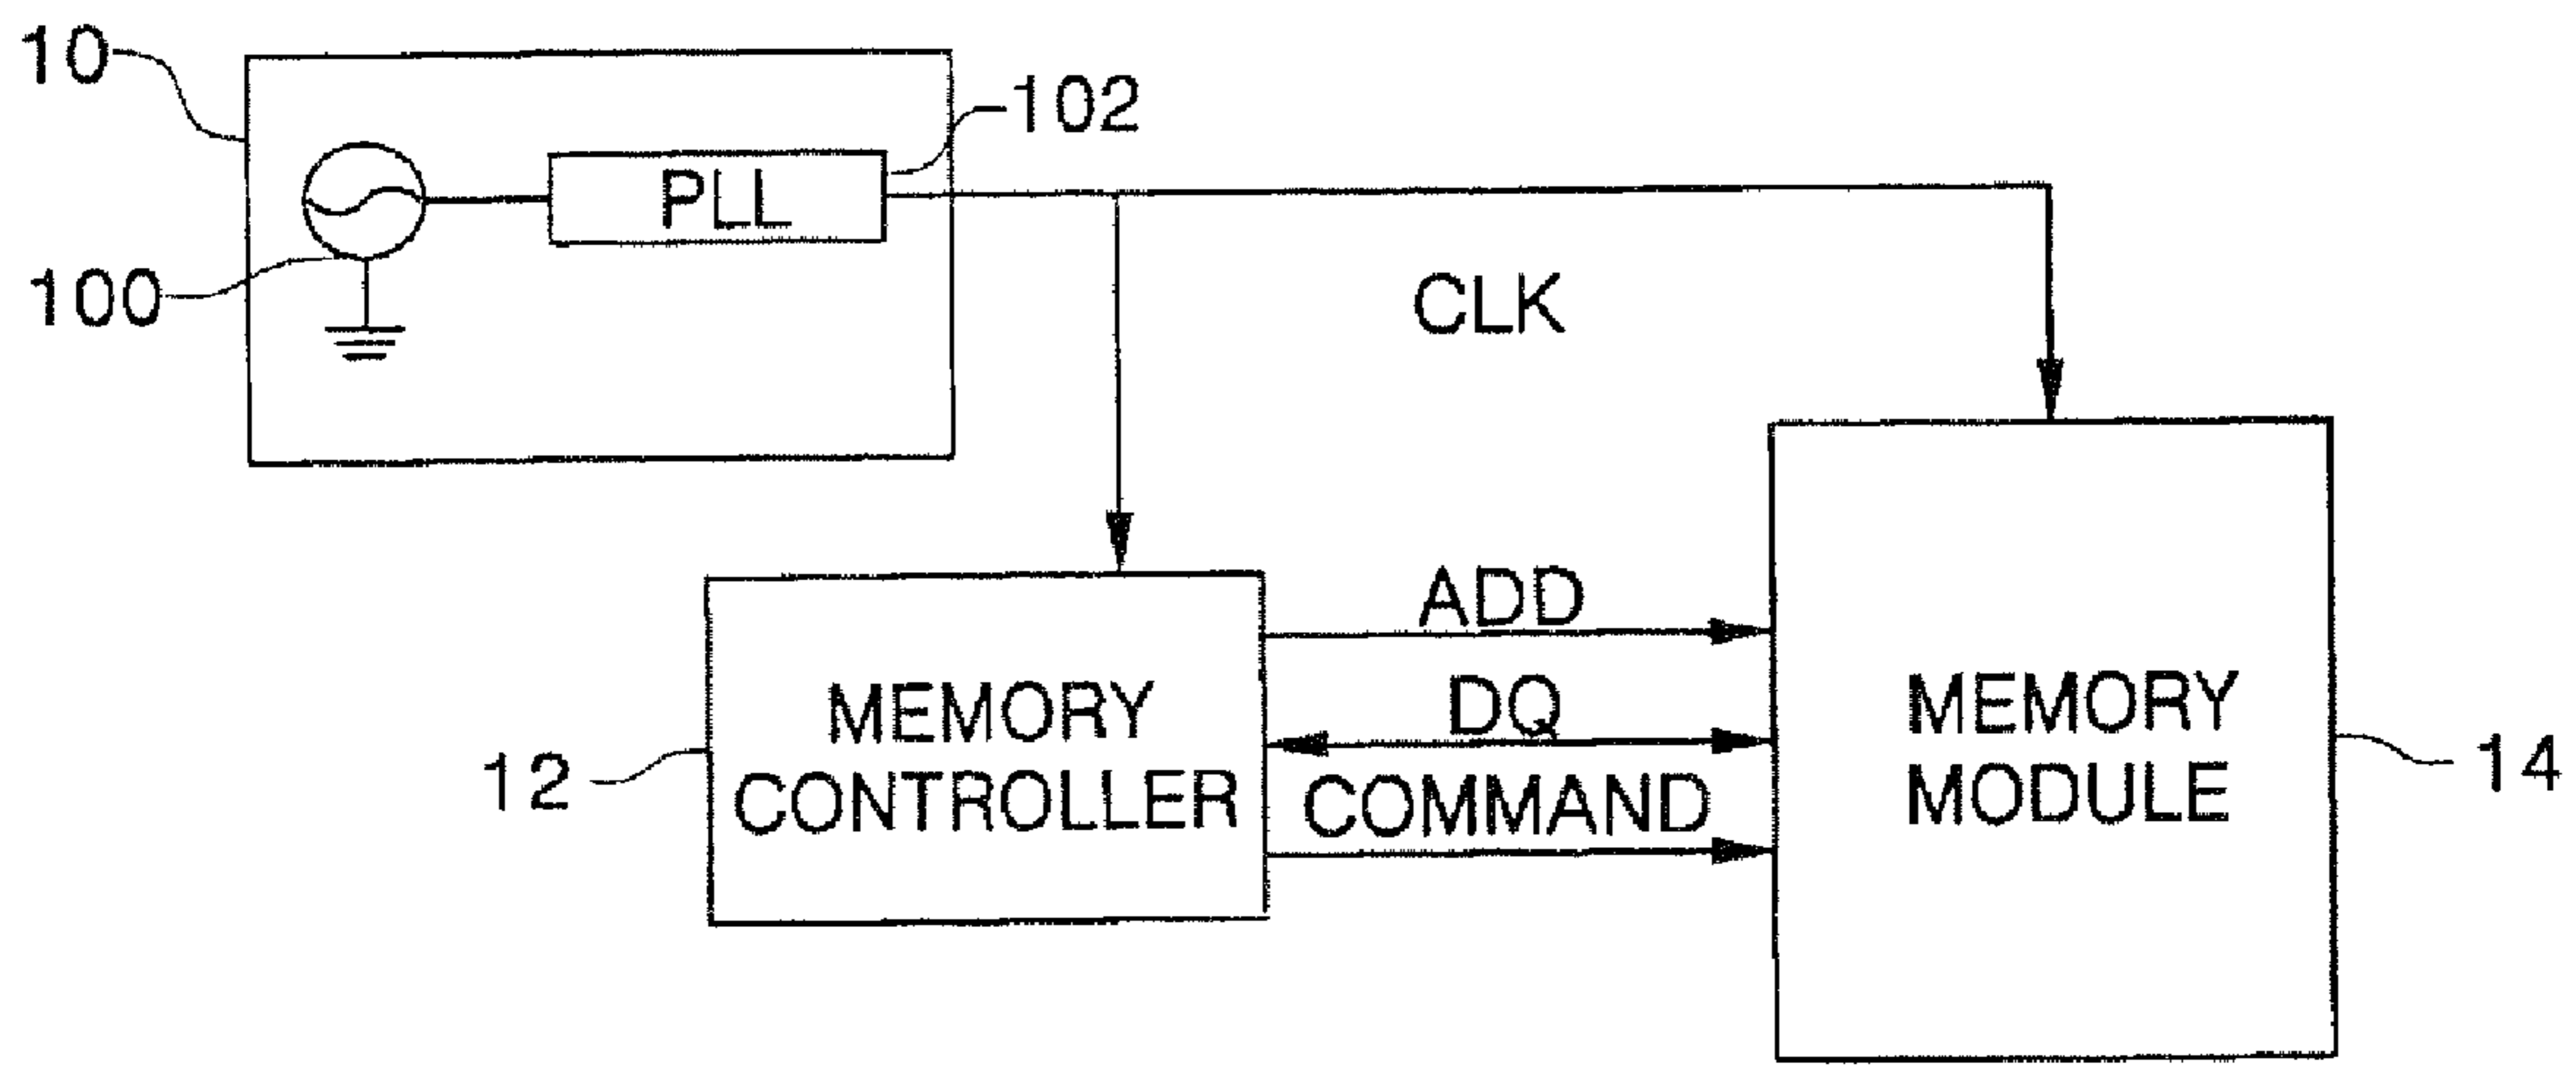 10
102
PLL
100
CLK
ADD
DQ
COMMAND
MEMORY
CONTROLLER
12
MEMORY
MODULE
14